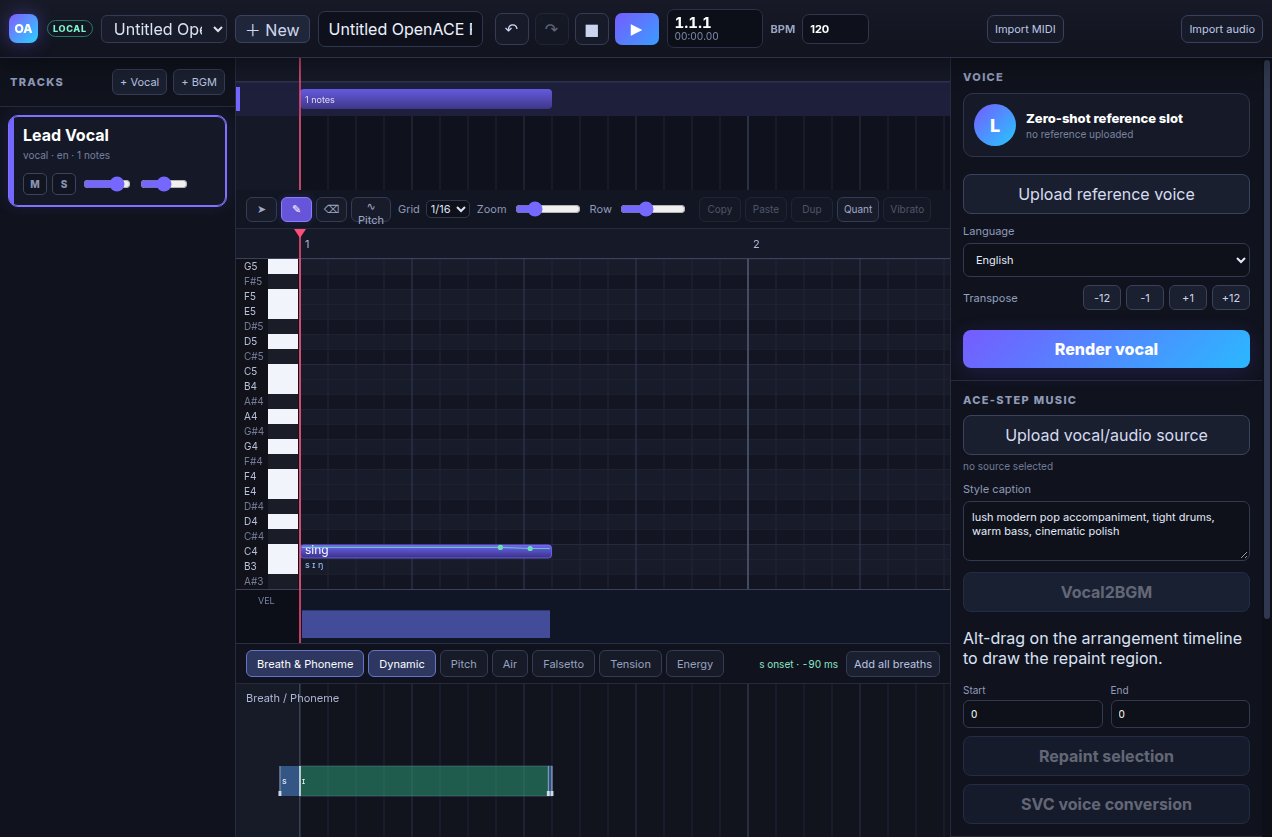 OA
LOCAL
Untitled Ope
+ New
Untitled OpenACE
1.1.1
00:00.00
BPM
120
Import MIDI
Import audio
TRACKS
+ Vocal
+ BGM
Lead Vocal
vocal · en · 1 notes
M
S
1 notes
Pitch
Grid
1/16
Zoom
Row
Copy
Paste
Dup
Quant
Vibrato
1
2
G5
F#5
F5
E5
D#5
D5
C#5
C5
B4
A#4
A4
G#4
G4
F#4
F4
E4
D#4
D4
C#4
C4
B3
A#3
sing
s ɪ ŋ
VEL
Breath & Phoneme
Dynamic
Pitch
Air
Falsetto
Tension
Energy
s onset · -90 ms
Add all breaths
Breath / Phoneme
s
ɪ
VOICE
L
Zero-shot reference slot
no reference uploaded
Upload reference voice
Language
English
Transpose
-12
-1
+1
+12
Render vocal
ACE-STEP MUSIC
Upload vocal/audio source
no source selected
Style caption
lush modern pop accompaniment, tight drums,
warm bass, cinematic polish
Vocal2BGM
Alt-drag on the arrangement timeline
to draw the repaint region.
Start
End
0
0
Repaint selection
SVC voice conversion